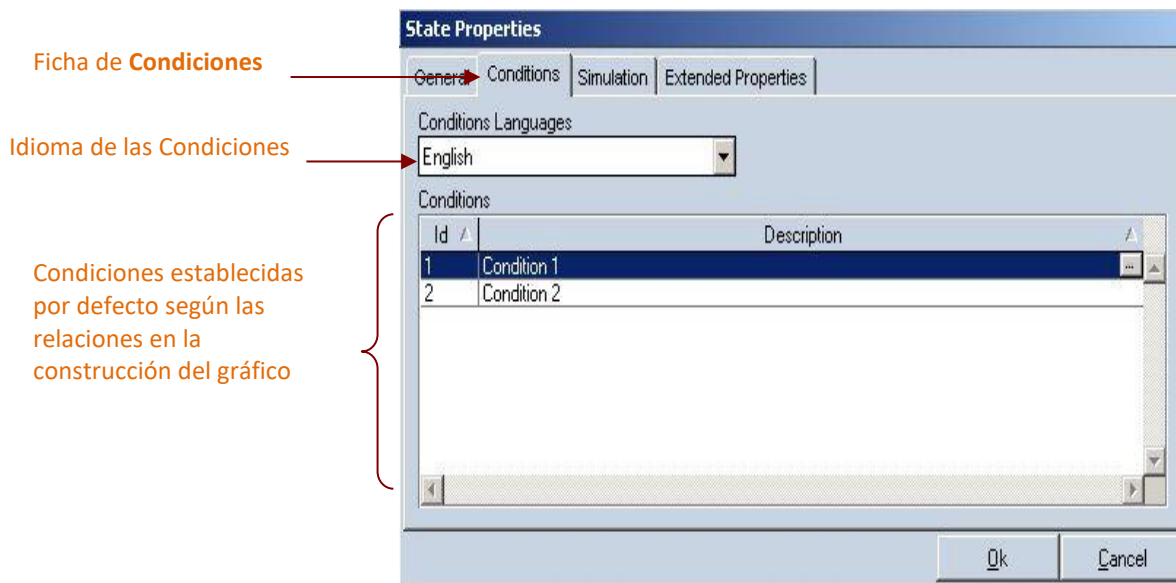 State Properties
Ficha de Condiciones
General Conditions Simulation Extended Properties
Conditions Languages
Idioma de las Condiciones
English
Conditions
Id Description
1 Condition 1 ...
2 Condition 2
Condiciones establecidas
por defecto según las
relaciones en la
construcción del gráfico
Ok Cancel